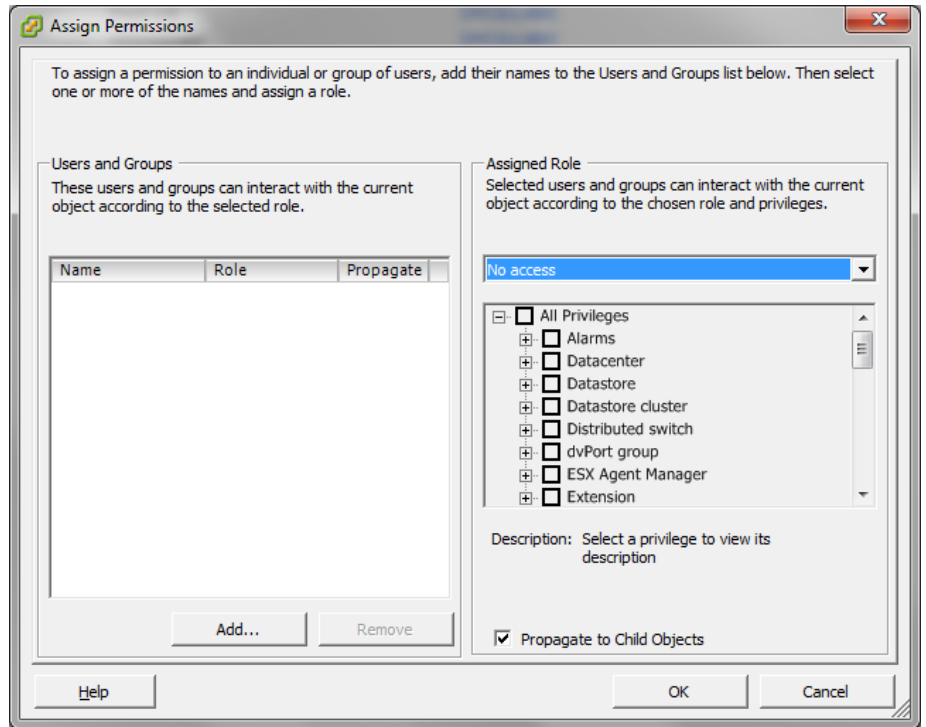 Assign Permissions
To assign a permission to an individual or group of users, add their names to the Users and Groups list below. Then select
one or more of the names and assign a role.
Users and Groups
These users and groups can interact with the current
object according to the selected role.
Name Role Propagate
Add...
Remove
Assigned Role
Selected users and groups can interact with the current
object according to the chosen role and privileges.
No access
All Privileges
Alarms
Datacenter
Datastore
Datastore cluster
Distributed switch
dvPort group
ESX Agent Manager
Extension
Description: Select a privilege to view its
description
Propagate to Child Objects
Help
OK
Cancel